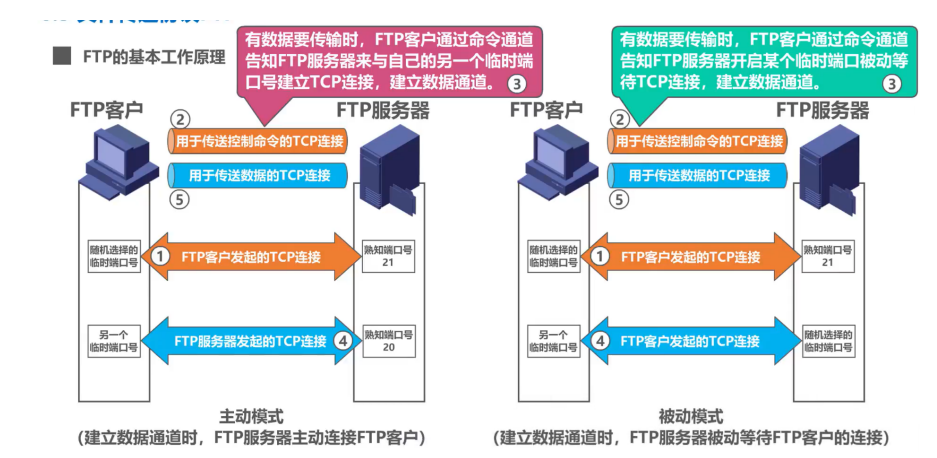 FTP的基本工作原理
有数据要传输时，FTP客户通过命令通道
告知FTP服务器来与自己的另一个临时端
口号建立TCP连接，建立数据通道。 ③
FTP客户
FTP服务器
②
用于传送控制命令的TCP连接
用于传送数据的TCP连接
⑤
随机选择的
临时端口号
① FTP客户发起的TCP连接
熟知端口号
21
另一个
临时端口号
FTP服务器发起的TCP连接 ④
熟知端口号
20
主动模式
(建立数据通道时，FTP服务器主动连接FTP客户)
有数据要传输时，FTP客户通过命令通道
告知FTP服务器开启某个临时端口被动等
待TCP连接，建立数据通道。 ③
FTP客户
FTP服务器
②
用于传送控制命令的TCP连接
用于传送数据的TCP连接
⑤
随机选择的
临时端口号
① FTP客户发起的TCP连接
熟知端口号
21
另一个
临时端口号
④ FTP客户发起的TCP连接
随机选择的
临时端口号
被动模式
(建立数据通道时，FTP服务器被动等待FTP客户的连接)